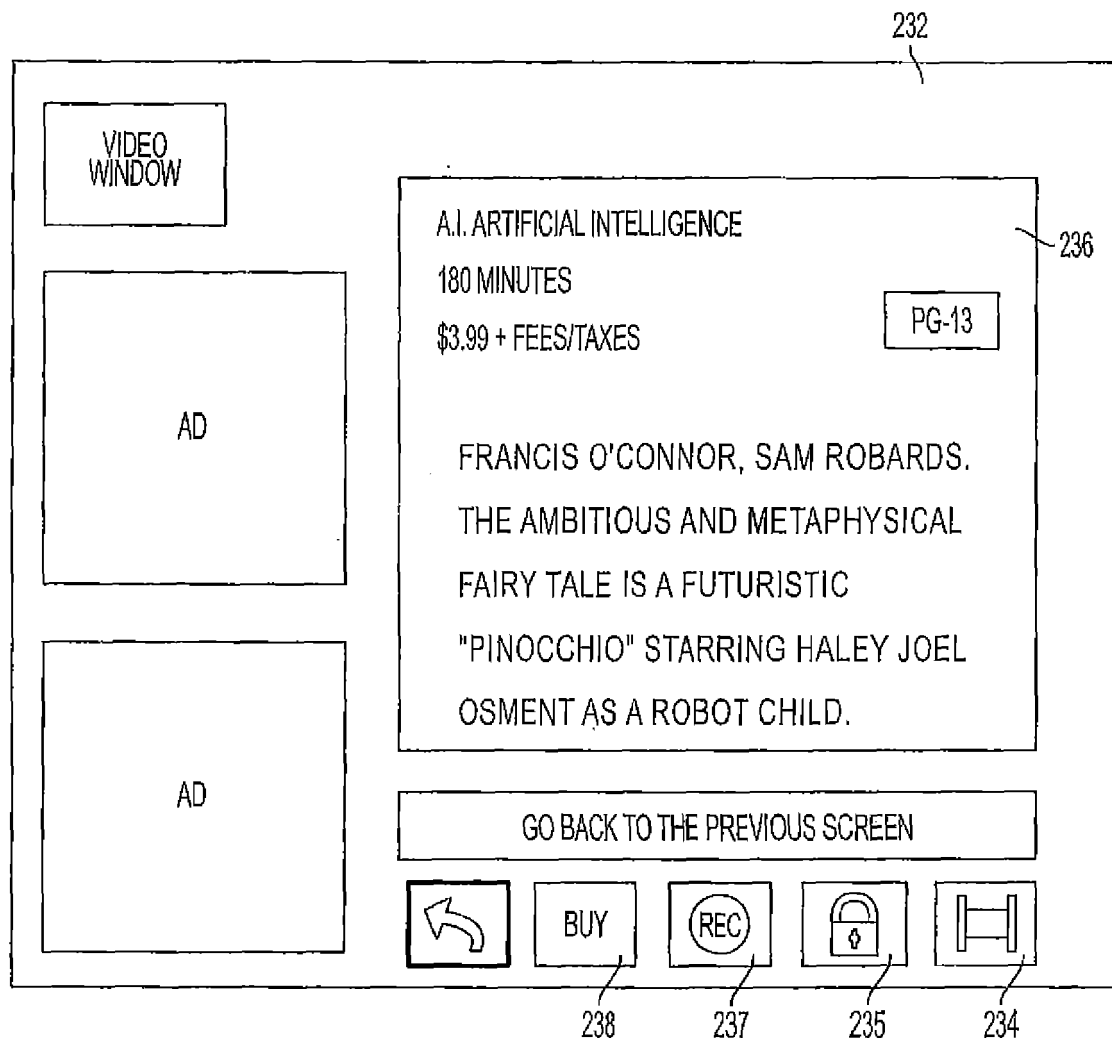 232
VIDEO
WINDOW
A.I. ARTIFICIAL INTELLIGENCE
236
180 MINUTES
PG-13
$3.99 + FEES/TAXES
AD
FRANCIS O'CONNOR, SAM ROBARDS.
THE AMBITIOUS AND METAPHYSICAL
FAIRY TALE IS A FUTURISTIC
"PINOCCHIO" STARRING HALEY JOEL
OSMENT AS A ROBOT CHILD.
AD
GO BACK TO THE PREVIOUS SCREEN
BUY
REC
238
237
235
234